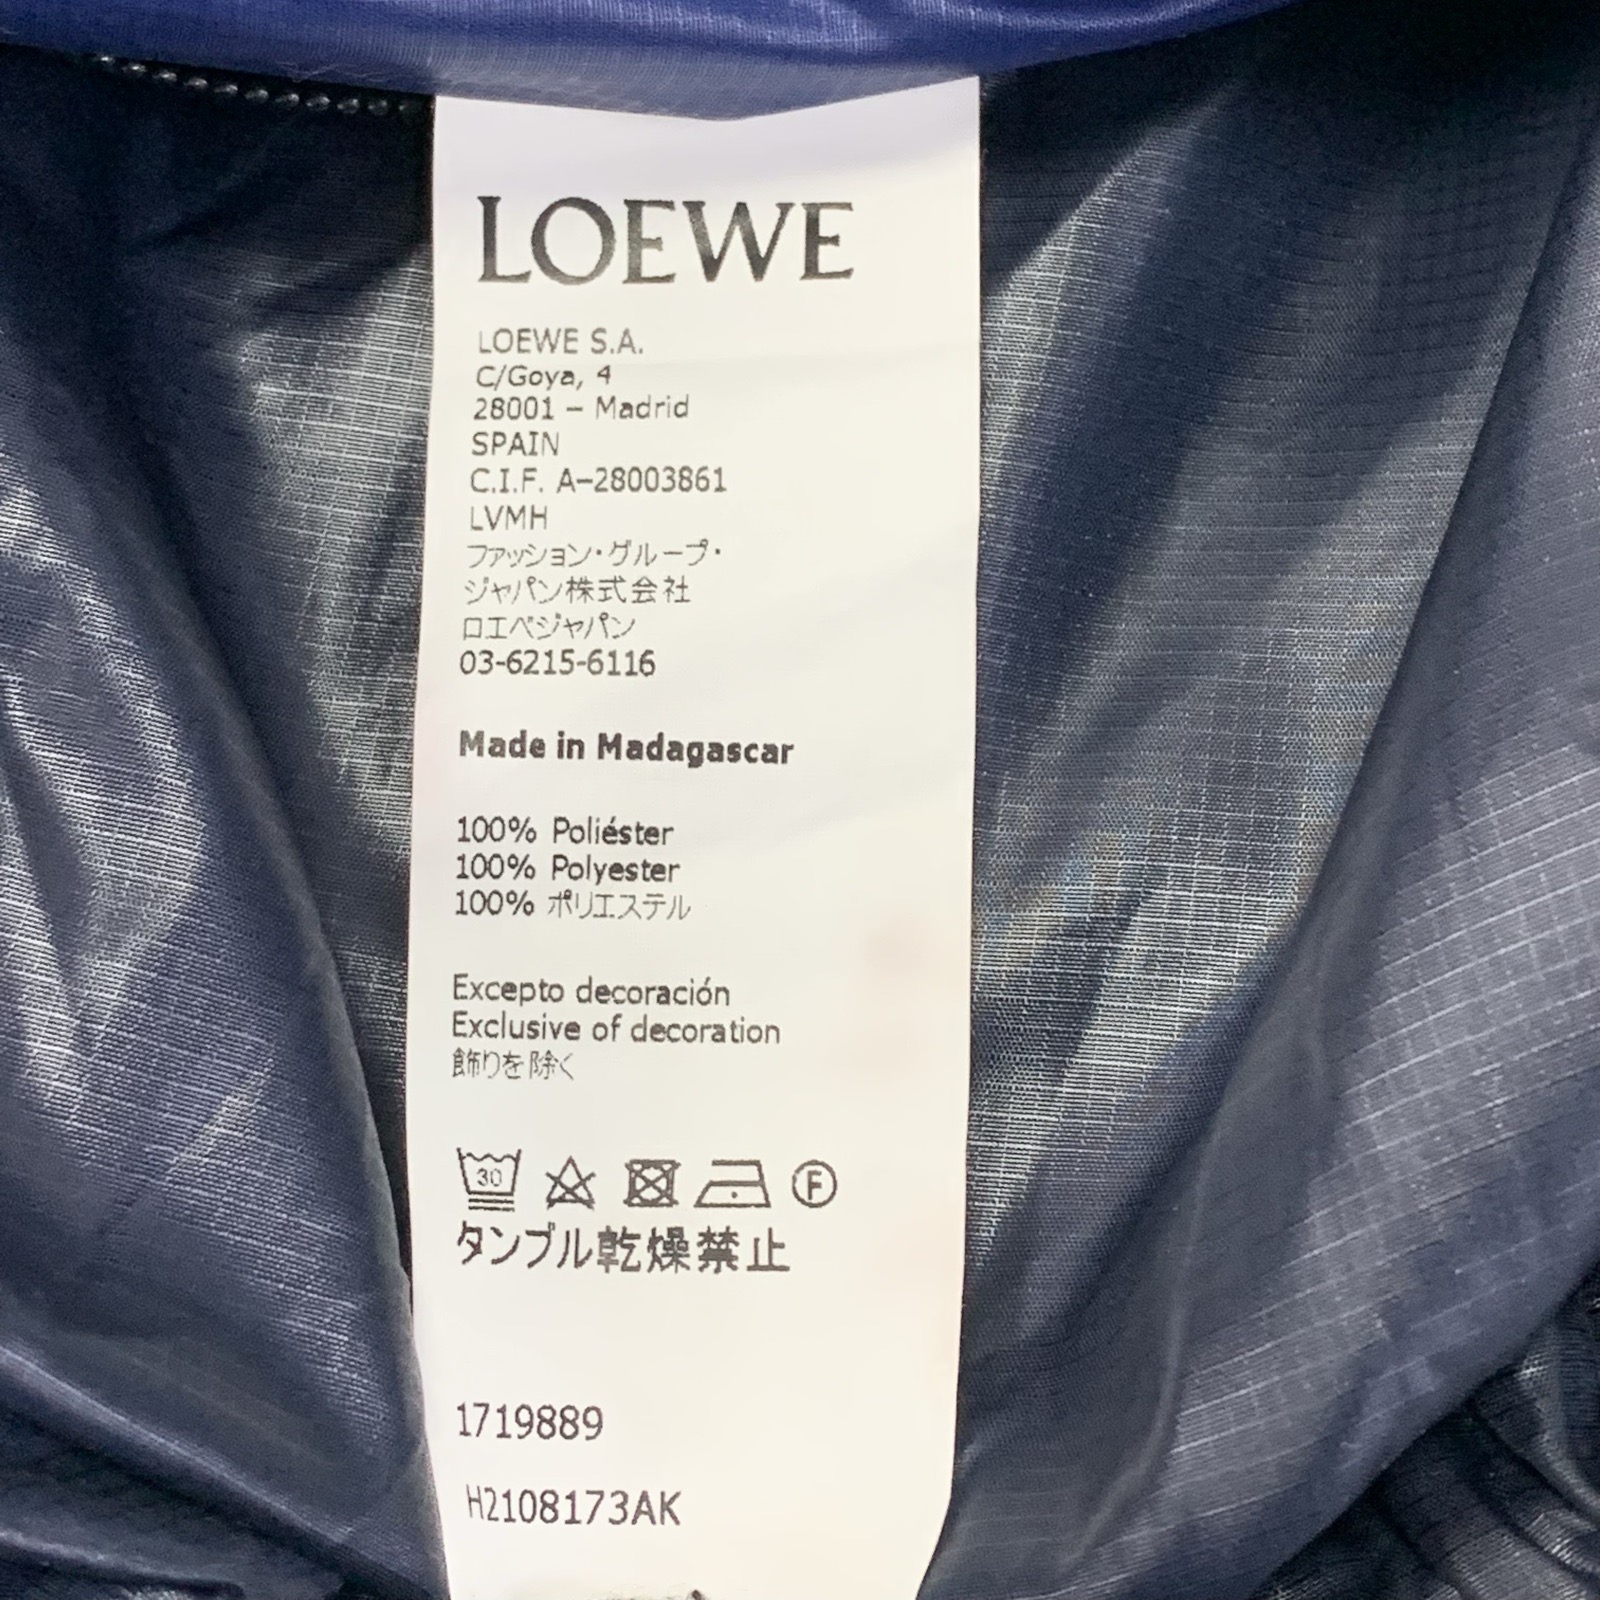 LOEWE
LOEWE S.A.
C/Goya, 4
28001 – Madrid
SPAIN
C.I.F. A–28003861
LVMH
ファッション・グループ・
ジャパン株式会社
ロエベジャパン
03-6215-6116
Made in Madagascar
100% Poliéster
100% Polyester
100% ポリエステル
Excepto decoración
Exclusive of decoration
飾りを除く
30 F
タンブル乾燥禁止
1719889
H2108173AK